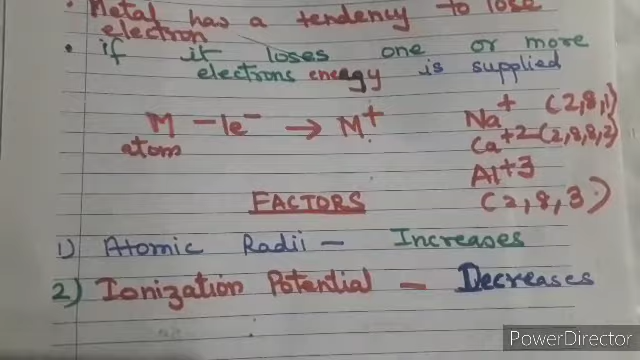 • Metal has a tendency to lose
electron
• if it loses one or more
electrons energy is supplied
M – 1e⁻ → M⁺
atom
Na⁺ (2,8,1)
Ca⁺² – (2,8,8,2)
Al⁺³
(2,8,3)
FACTORS
1) Atomic Radii – Increases
2) Ionization Potential – Decreases
PowerDirector